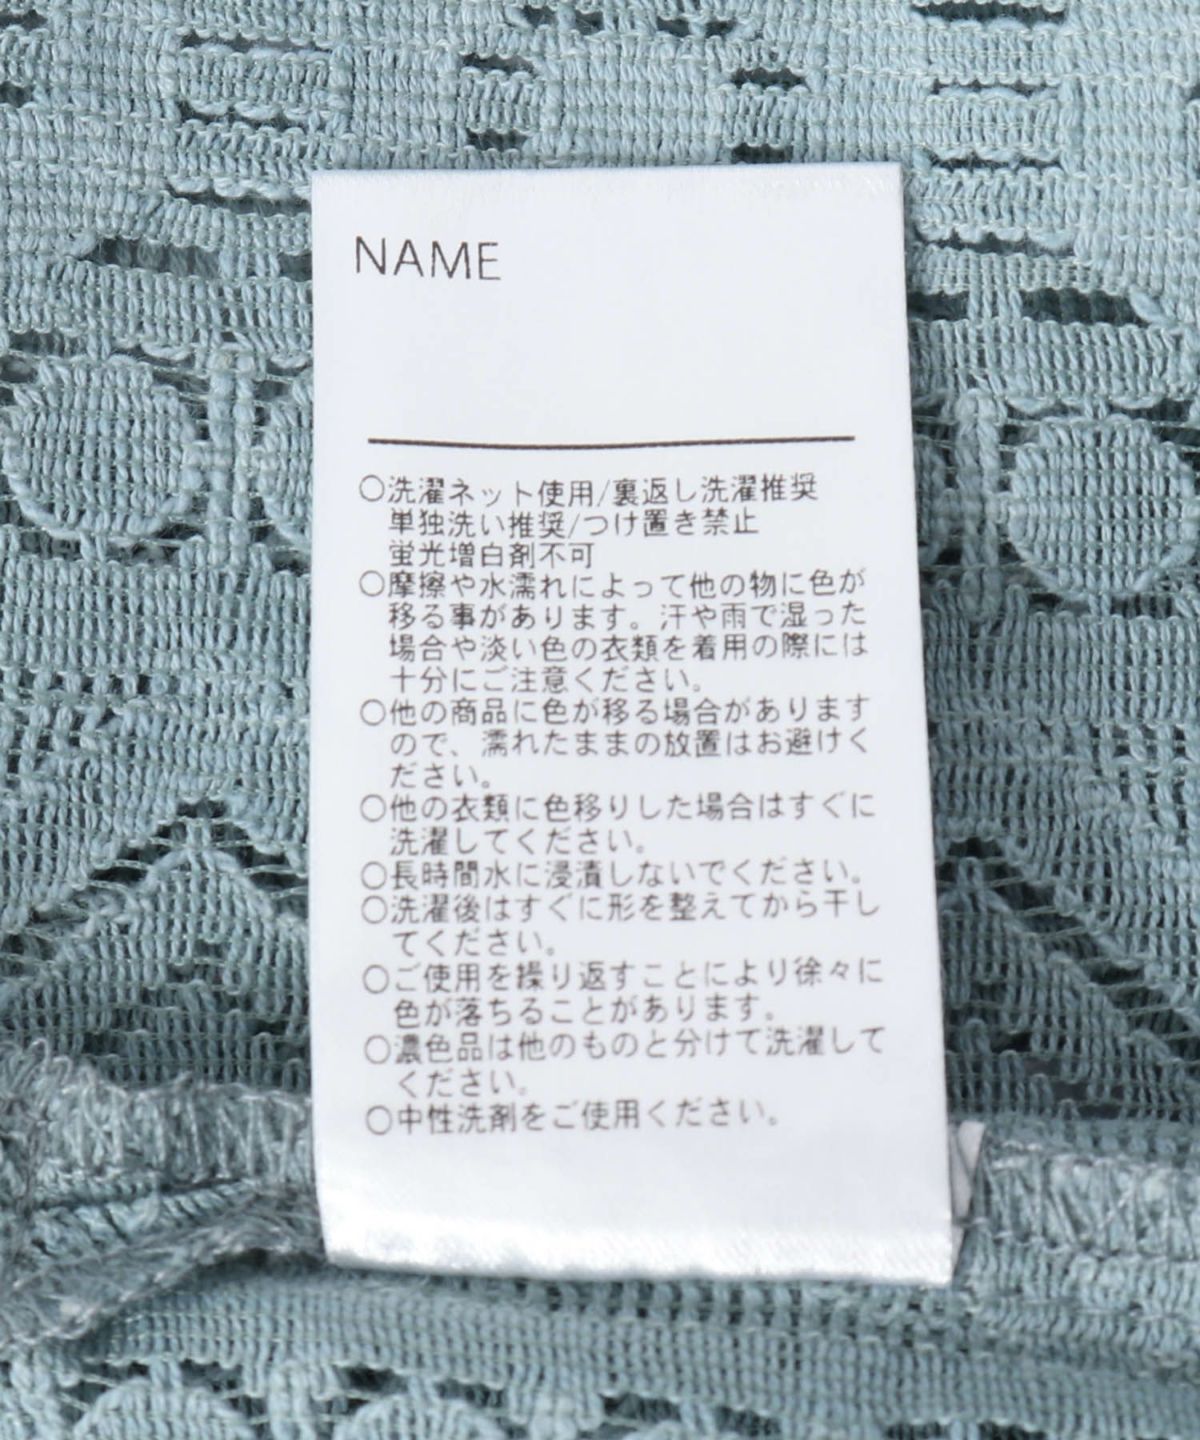 NAME
○洗濯ネット使用/裏返し洗濯推奨
単独洗い推奨/つけ置き禁止
蛍光増白剤不可
○摩擦や水濡れによって他の物に色が
移る事があります。汗や雨で湿った
場合や淡い色の衣類を着用の際には
十分にご注意ください。
○他の商品に色が移る場合があります
ので、濡れたままの放置はお避けく
ださい。
○他の衣類に色移りした場合はすぐに
洗濯してください。
○長時間水に浸漬しないでください。
○洗濯後はすぐに形を整えてから干し
てください。
○ご使用を繰り返すことにより徐々に
色が落ちることがあります。
○濃色品は他のものと分けて洗濯して
ください。
○中性洗剤をご使用ください。